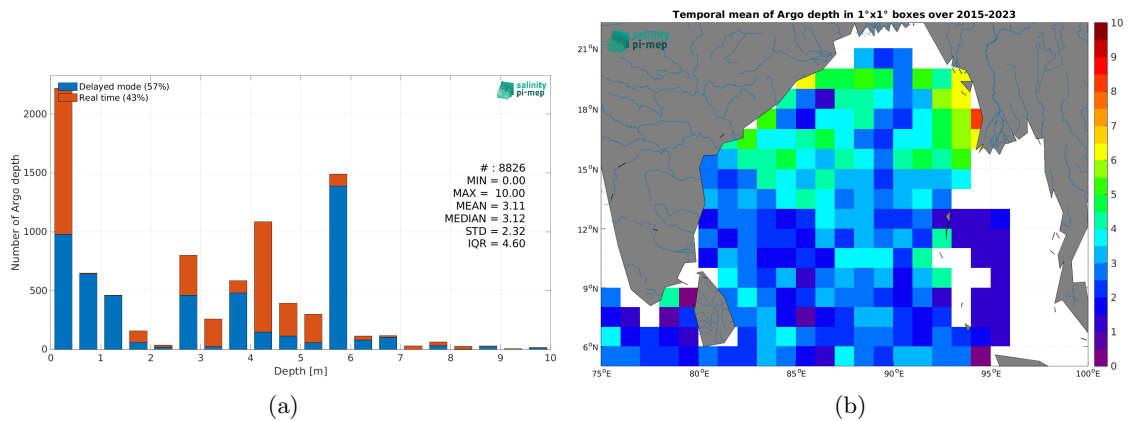 Temporal mean of Argo depth in 1°x1° boxes over 2015-2023
Delayed mode (57%)
Real time (43%)
salinity
pi-mep
# : 8826
MIN = 0.00
MAX = 10.00
MEAN = 3.11
MEDIAN = 3.12
STD = 2.32
IQR = 4.60
Number of Argo depth
2000
1500
1000
500
0
0 1 2 3 4 5 6 7 8 9 10
Depth [m]
(a)
salinity
pi-mep
21°N
18°N
15°N
12°N
9°N
6°N
75°E 80°E 85°E 90°E 95°E 100°E
10
9
8
7
6
5
4
3
2
1
0
(b)